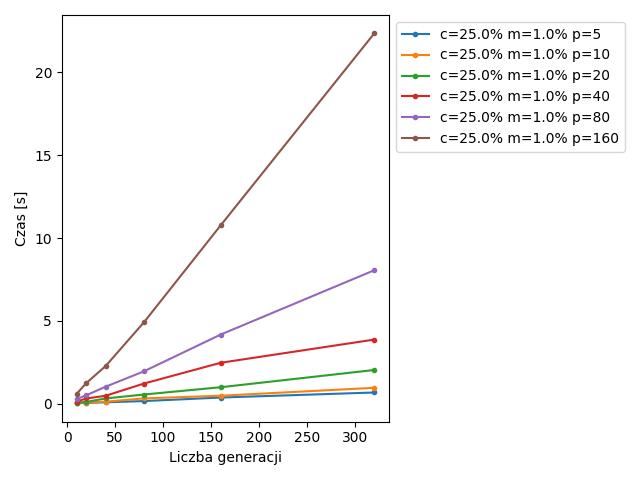 c=25.0% m=1.0% p=5
c=25.0% m=1.0% p=10
c=25.0% m=1.0% p=20
c=25.0% m=1.0% p=40
c=25.0% m=1.0% p=80
c=25.0% m=1.0% p=160
Czas [s]
20
15
10
5
0
0 50 100 150 200 250 300
Liczba generacji